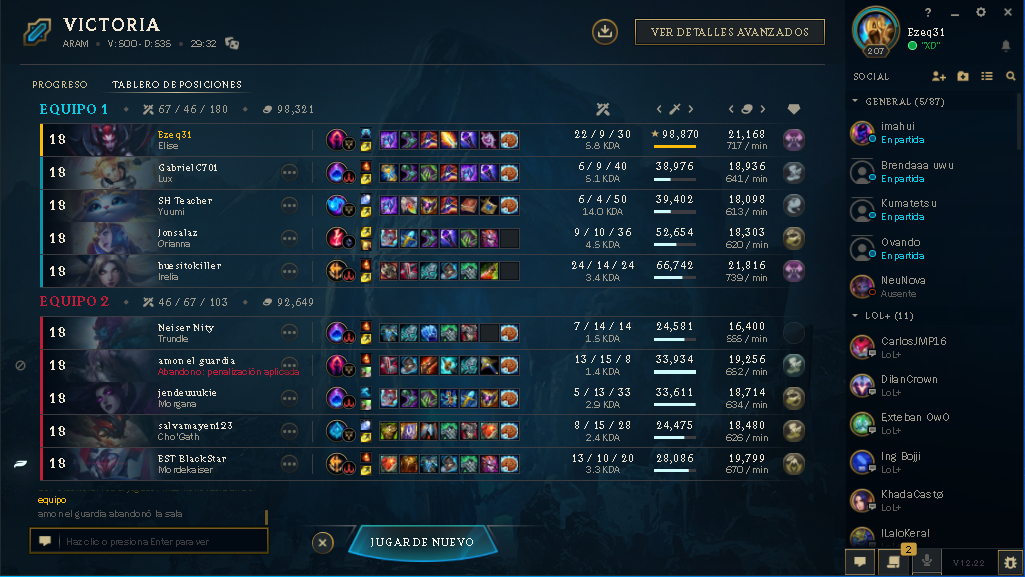 VICTORIA
ARAM • V: 500 - D: 535 • 29:32
VER DETALLES AVANZADOS
PROGRESO TABLERO DE POSICIONES
EQUIPO 1 • 67 / 46 / 180 • 98,321
18 Ezeq31 22 / 9 / 30 98,870 21,168
Elise 5.8 KDA 717 / min
18 GabrielC701 6 / 9 / 40 38,976 18,936
Lux 5.1 KDA 641 / min
18 SH Teacher 6 / 4 / 50 39,402 18,098
Yuumi 14.0 KDA 613 / min
18 Jonsalaz 9 / 10 / 36 52,654 18,303
Orianna 4.5 KDA 620 / min
18 huesitokiller 24 / 14 / 24 66,742 21,816
Irelia 3.4 KDA 739 / min
EQUIPO 2 • 46 / 67 / 103 • 92,649
18 Neiser Nity 7 / 14 / 14 24,581 16,400
Trundle 1.5 KDA 555 / min
18 amon el guardia 13 / 15 / 8 33,934 19,256
Abandono: penalización aplicada 1.4 KDA 652 / min
18 jendemukie 5 / 13 / 33 33,611 18,714
Morgana 2.9 KDA 634 / min
18 salvamayen123 8 / 15 / 28 24,475 18,480
Cho'Gath 2.4 KDA 626 / min
18 BST BlackStar 13 / 10 / 20 28,086 19,799
Mordekaiser 3.3 KDA 670 / min
equipo
amon el guardia abandonó la sala
Haz clic o presiona Enter para ver
JUGAR DE NUEVO
?
207
Ezeq31
"XD"
SOCIAL
GENERAL (5/87)
imahui
En partida
Brendaaa uwu
En partida
Kumatetsu
En partida
Ovando
En partida
NeuNova
Ausente
LOL+ (11)
CarlosJMP16
LoL+
DilanCrown
LoL+
Exteban OwO
LoL+
Ing Bojji
LoL+
KhadaCastø
LoL+
ILaloKeral
2
V12.22